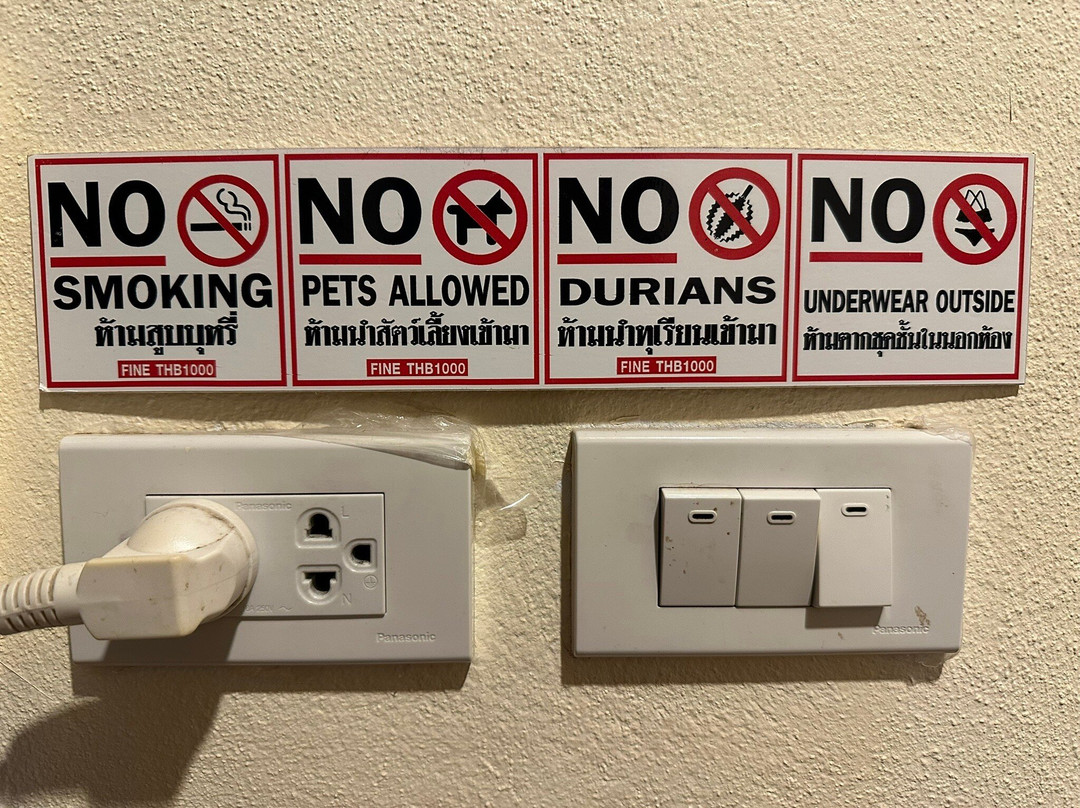 NO
SMOKING
ห้ามสูบบุหรี่
FINE THB1000
NO
PETS ALLOWED
ห้ามนำสัตว์เลี้ยงเข้ามา
FINE THB1000
NO
DURIANS
ห้ามนำทุเรียนเข้ามา
FINE THB1000
NO
UNDERWEAR OUTSIDE
ห้ามตากชุดชั้นในนอกห้อง
Panasonic
L
N
Panasonic
Panasonic